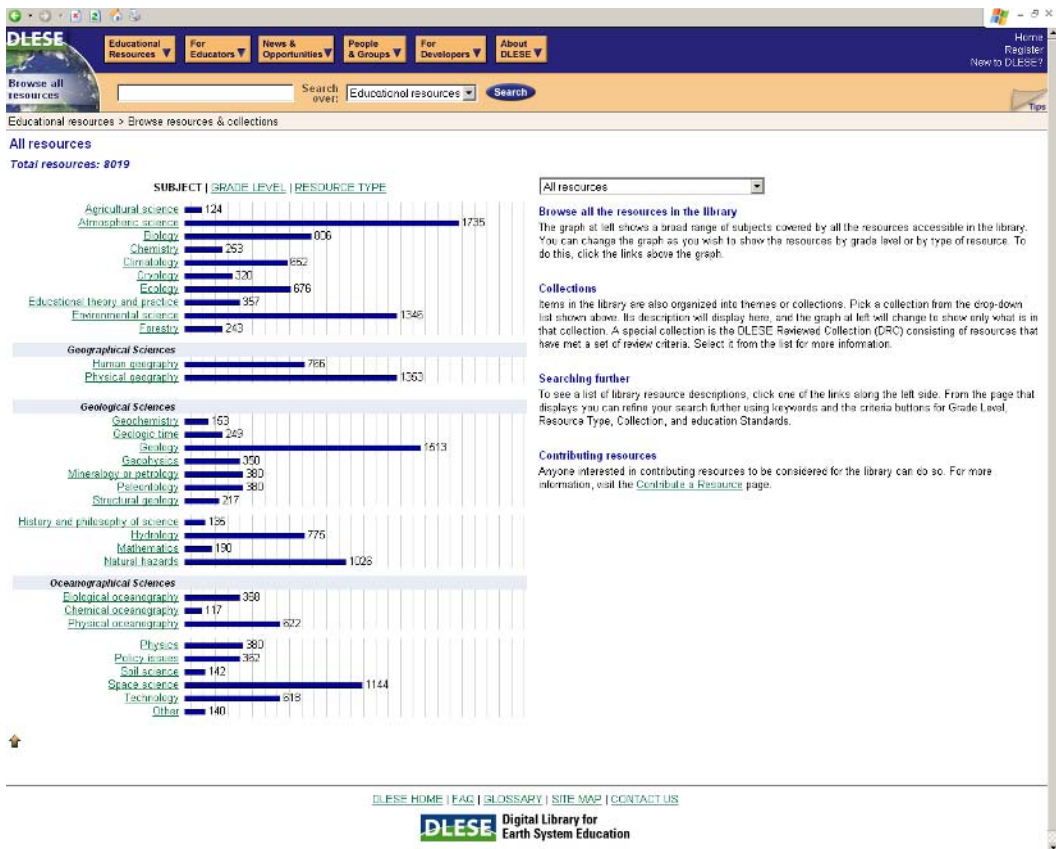 DLESE
Educational Resources
For Educators
News & Opportunities
People & Groups
For Developers
About DLESE
Home
Register
New to DLESE?
Browse all resources
Search over:
Educational resources
Search
Tips
Educational resources > Browse resources & collections
All resources
Total resources: 8019
SUBJECT | GRADE LEVEL | RESOURCE TYPE
Agricultural science 124
Atmospheric science 1735
Biology
Chemistry 253
Climatology 652
Cryology 320
Ecology 676
Educational theory and practice 357
Environmental science 1346
Forestry 243
Geographical Sciences
Human geography 766
Physical geography 1353
Geological Sciences
Geochemistry 153
Geologic time 249
Geology 1513
Geophysics 350
Mineralogy or petrology 380
Paleontology 380
Structural geology 217
History and philosophy of science
Hydrology 775
Mathematics 190
Natural hazards
Oceanographical Sciences
Biological oceanography
Chemical oceanography 117
Physical oceanography 622
Physics 380
Policy issues
Soil science 142
Space science 1144
Technology 618
Other 140
All resources
Browse all the resources in the library
The graph at left shows a broad range of subjects covered by all the resources accessible in the library.
You can change the graph as you wish to show the resources by grade level or by type of resource. To
do this, click the links above the graph.
Collections
Items in the library are also organized into themes or collections. Pick a collection from the drop-down
list shown above. Its description will display here, and the graph at left will change to show only what is in
that collection. A special collection is the DLESE Reviewed Collection (DRC) consisting of resources that
have met a set of review criteria. Select it from the list for more information.
Searching further
To see a list of library resource descriptions, click one of the links along the left side. From the page that
displays you can refine your search further using keywords and the criteria buttons for Grade Level,
Resource Type, Collection, and education Standards.
Contributing resources
Anyone interested in contributing resources to be considered for the library can do so. For more
information, visit the Contribute a Resource page.
DLESE HOME | FAQ | GLOSSARY | SITE MAP | CONTACT US
DLESE Digital Library for
Earth System Education